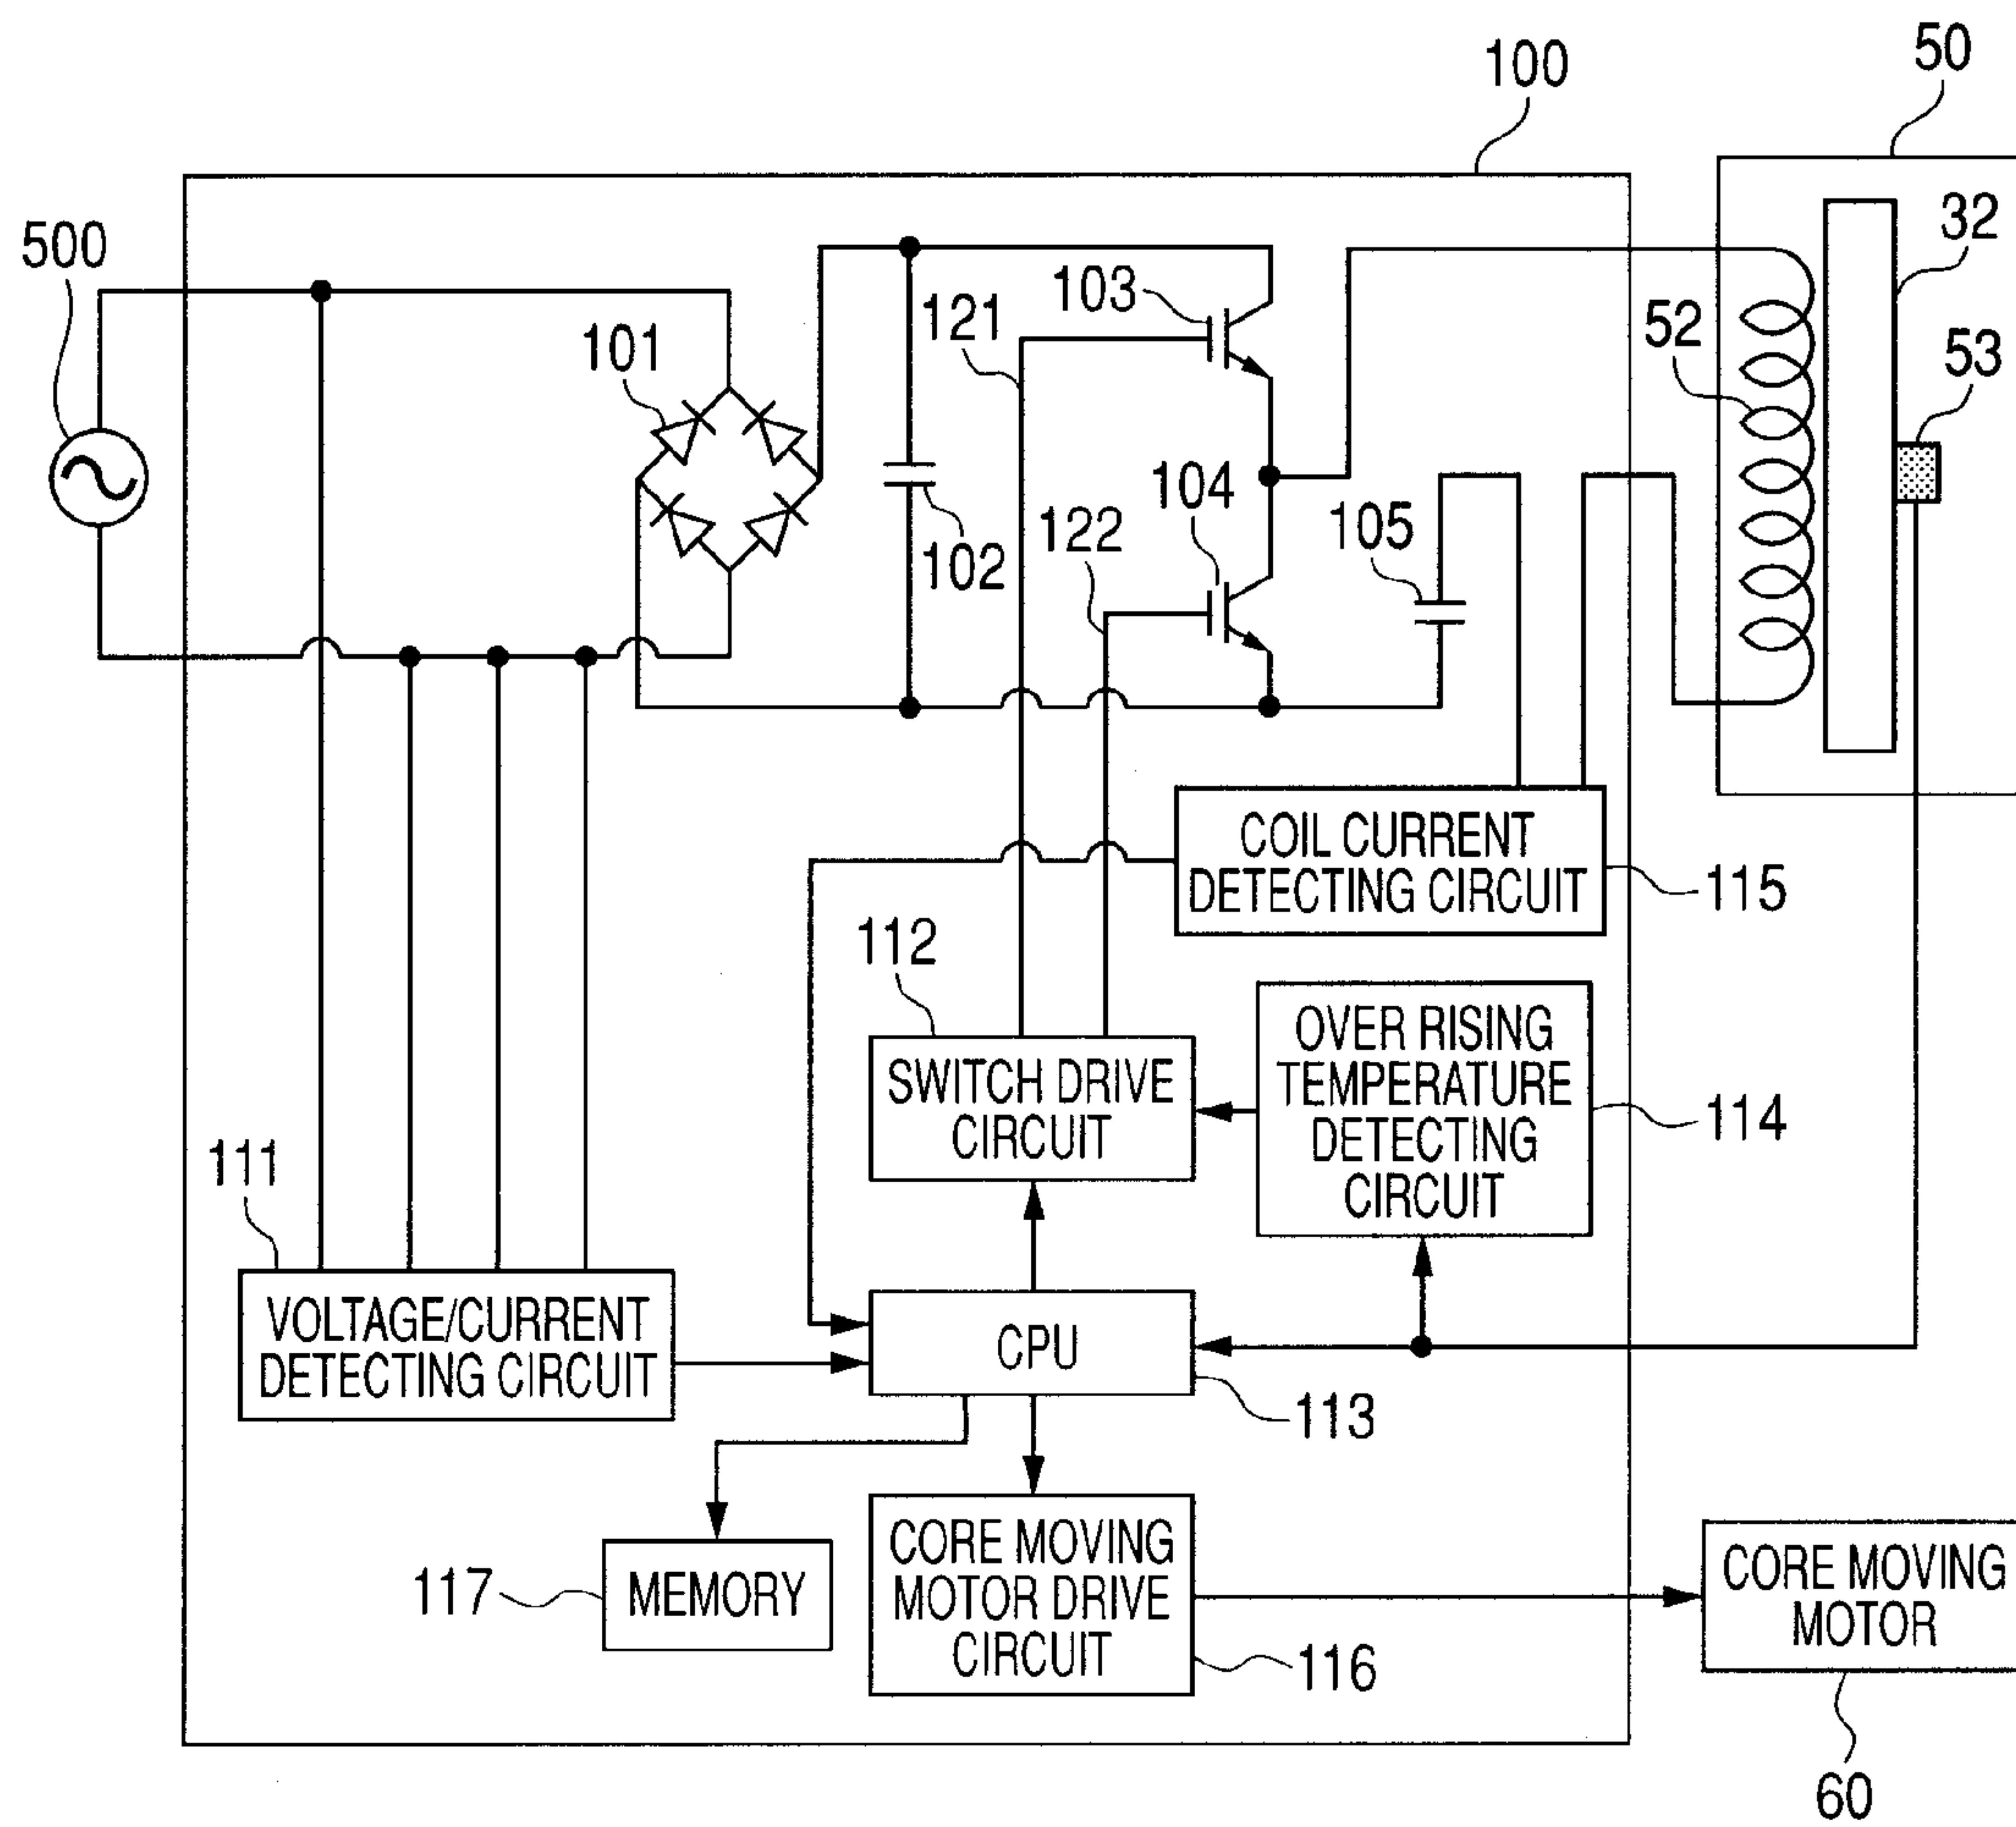 50
100
500
32
103
121
52
53
101
104
105
122
102
COIL CURRENT
DETECTING CIRCUIT
115
112
OVER RISING
TEMPERATURE
DETECTING
CIRCUIT
SWITCH DRIVE
CIRCUIT
114
111
VOLTAGE/CURRENT
DETECTING CIRCUIT
CPU
113
CORE MOVING
MOTOR DRIVE
CIRCUIT
CORE MOVING
MOTOR
117
MEMORY
116
60